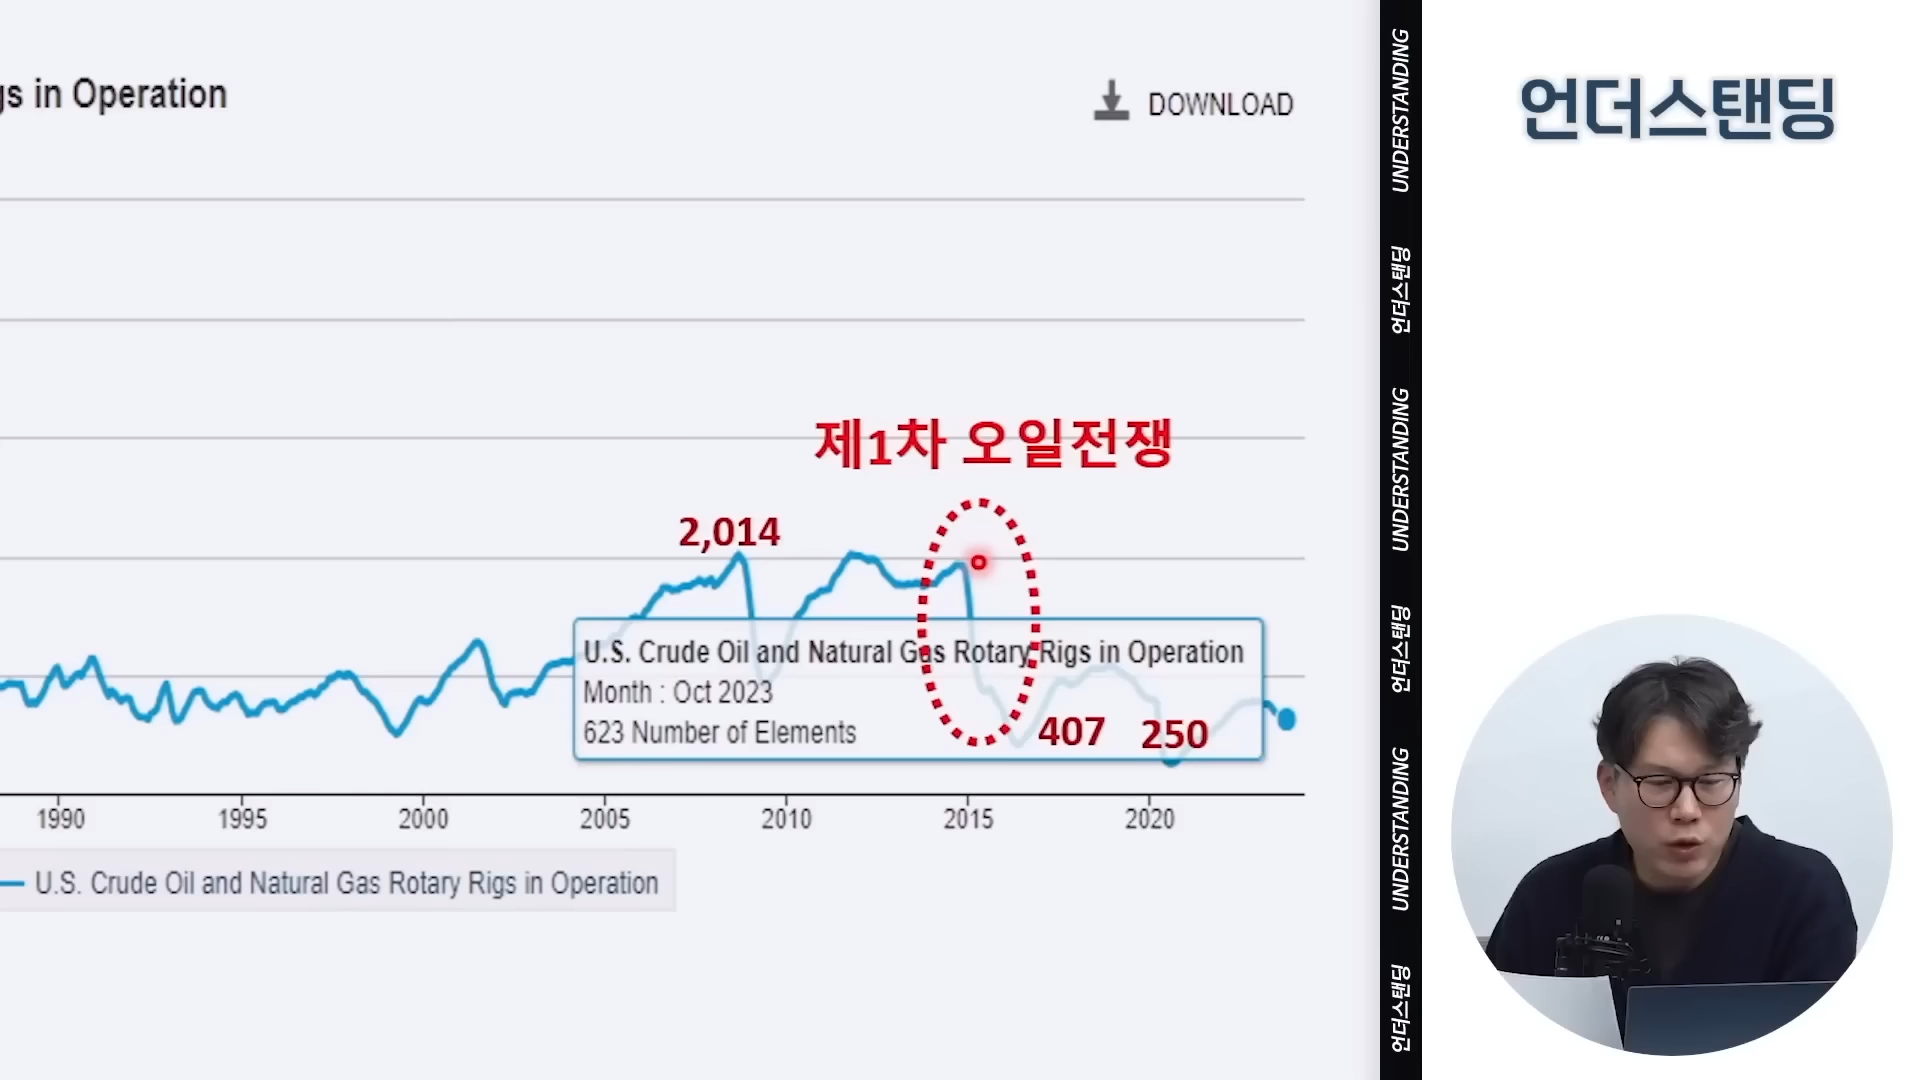 gs in Operation
DOWNLOAD
제1차 오일전쟁
2,014
U.S. Crude Oil and Natural Gas Rotary Rigs in Operation
Month : Oct 2023
623 Number of Elements
407
250
1990
1995
2000
2005
2010
2015
2020
U.S. Crude Oil and Natural Gas Rotary Rigs in Operation
UNDERSTANDING
언더스탠딩
UNDERSTANDING
언더스탠딩
UNDERSTANDING
언더스탠딩
언더스탠딩